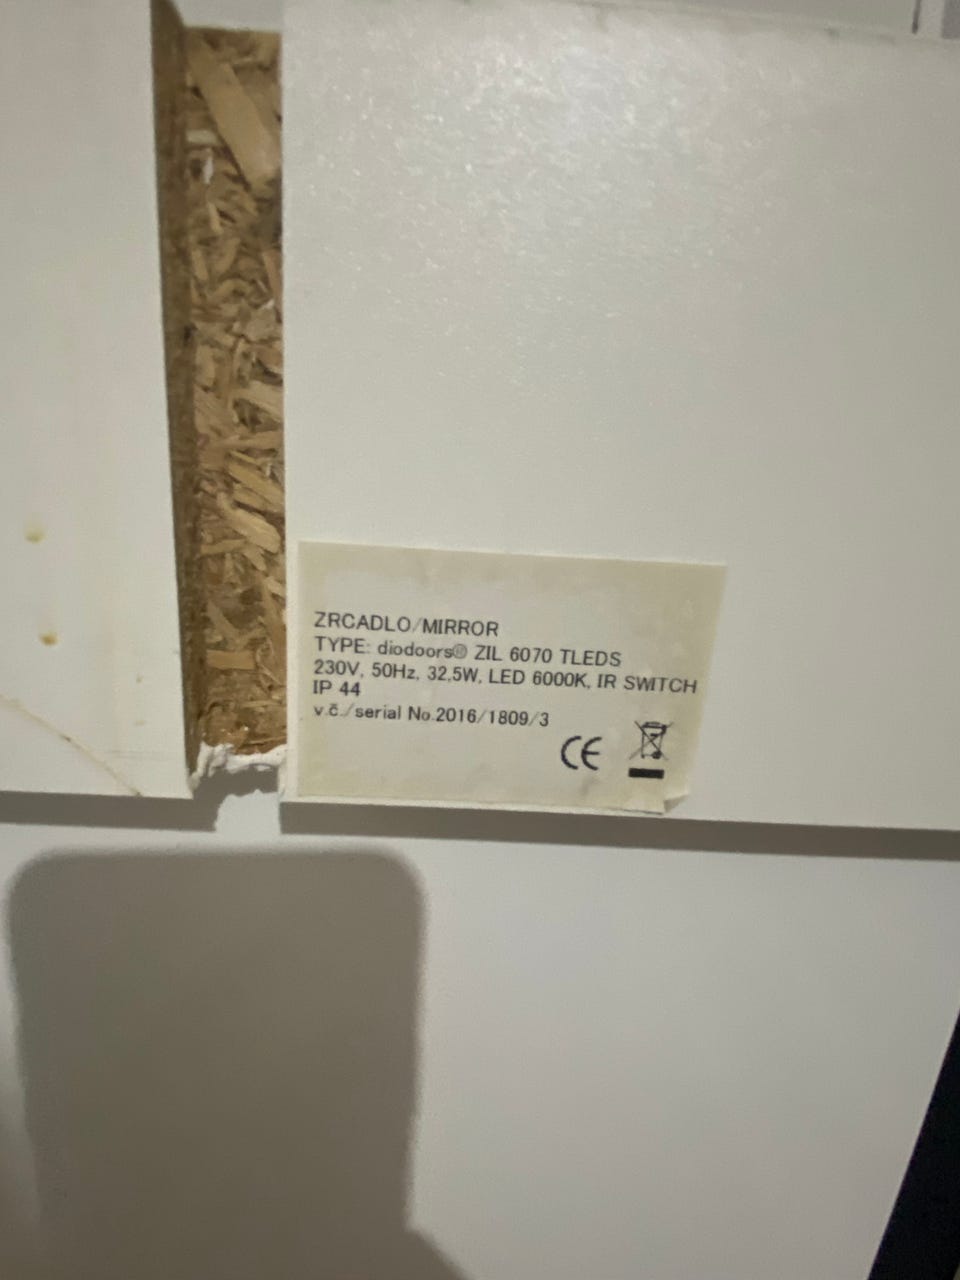 ZRCADLO/MIRROR
TYPE: diodoors® ZIL 6070 TLEDS
230V, 50Hz, 32,5W, LED 6000K, IR SWITCH
IP 44
v.č./serial No.2016/1809/3
CE